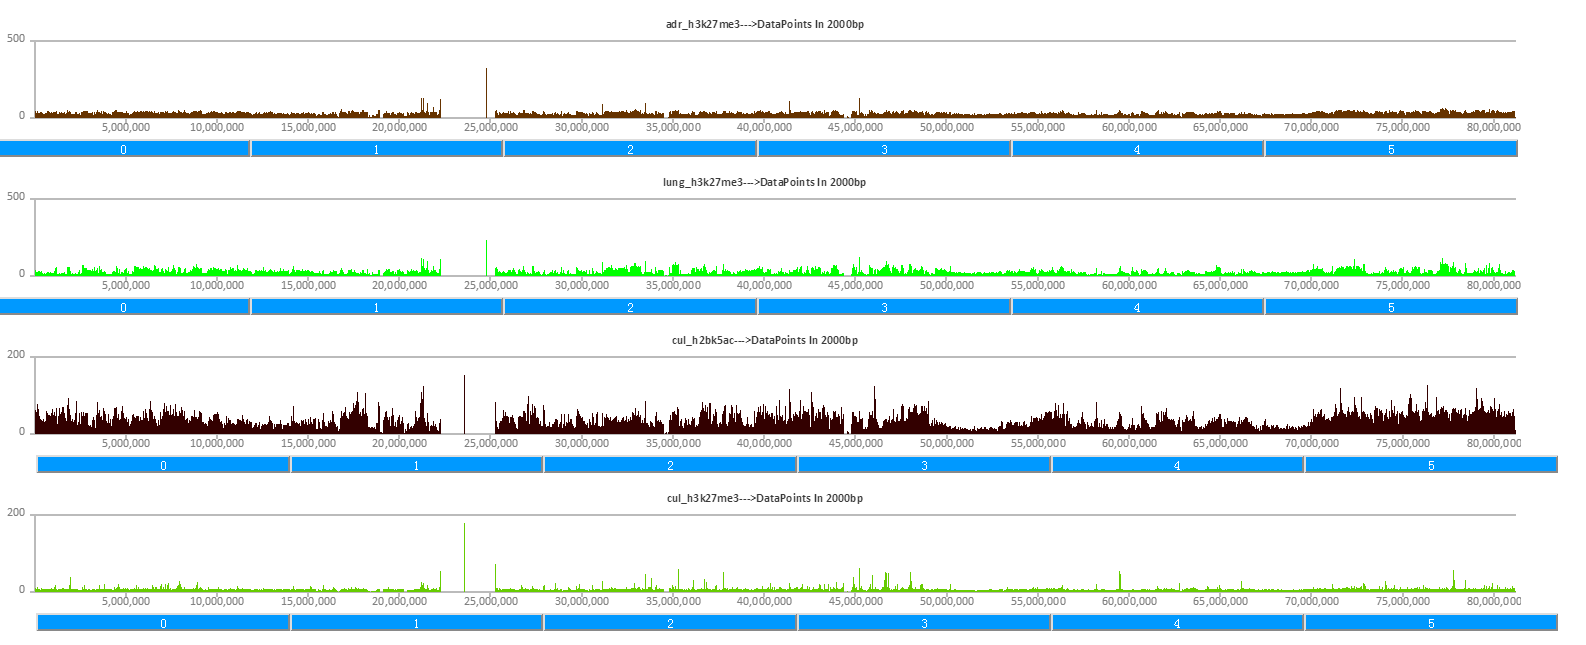 adr_h3k27me3--->DataPoints In 2000bp
500
0
5,000,000 10,000,000 15,000,000 20,000,000 25,000,000 30,000,000 35,000,000 40,000,000 45,000,000 50,000,000 55,000,000 60,000,000 65,000,000 70,000,000 75,000,000 80,000,000
0 1 2 3 4 5
lung_h3k27me3--->DataPoints In 2000bp
500
0
5,000,000 10,000,000 15,000,000 20,000,000 25,000,000 30,000,000 35,000,000 40,000,000 45,000,000 50,000,000 55,000,000 60,000,000 65,000,000 70,000,000 75,000,000 80,000,000
0 1 2 3 4 5
cul_h2bk5ac--->DataPoints In 2000bp
200
0
5,000,000 10,000,000 15,000,000 20,000,000 25,000,000 30,000,000 35,000,000 40,000,000 45,000,000 50,000,000 55,000,000 60,000,000 65,000,000 70,000,000 75,000,000 80,000,000
0 1 2 3 4 5
cul_h3k27me3--->DataPoints In 2000bp
200
0
5,000,000 10,000,000 15,000,000 20,000,000 25,000,000 30,000,000 35,000,000 40,000,000 45,000,000 50,000,000 55,000,000 60,000,000 65,000,000 70,000,000 75,000,000 80,000,000
0 1 2 3 4 5